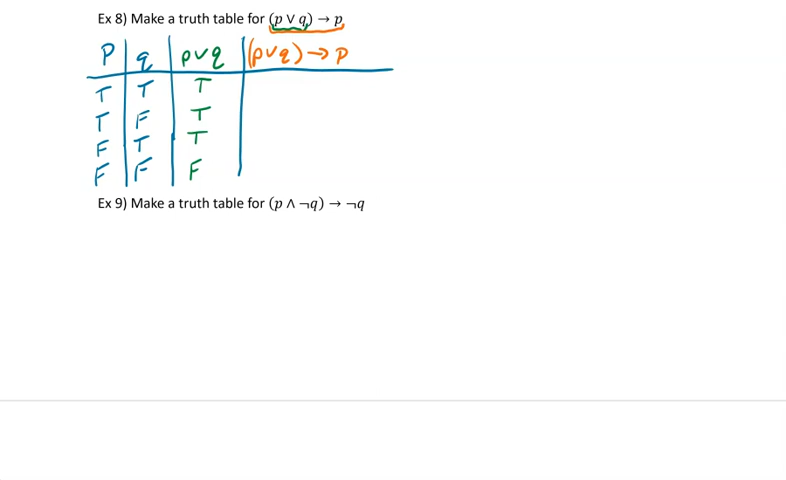 Ex 8) Make a truth table for (p ∨ q) → p
P q p∨q (p∨q) → p
T T T
T F T
F T T
F F F
Ex 9) Make a truth table for (p ∧ ¬q) → ¬q